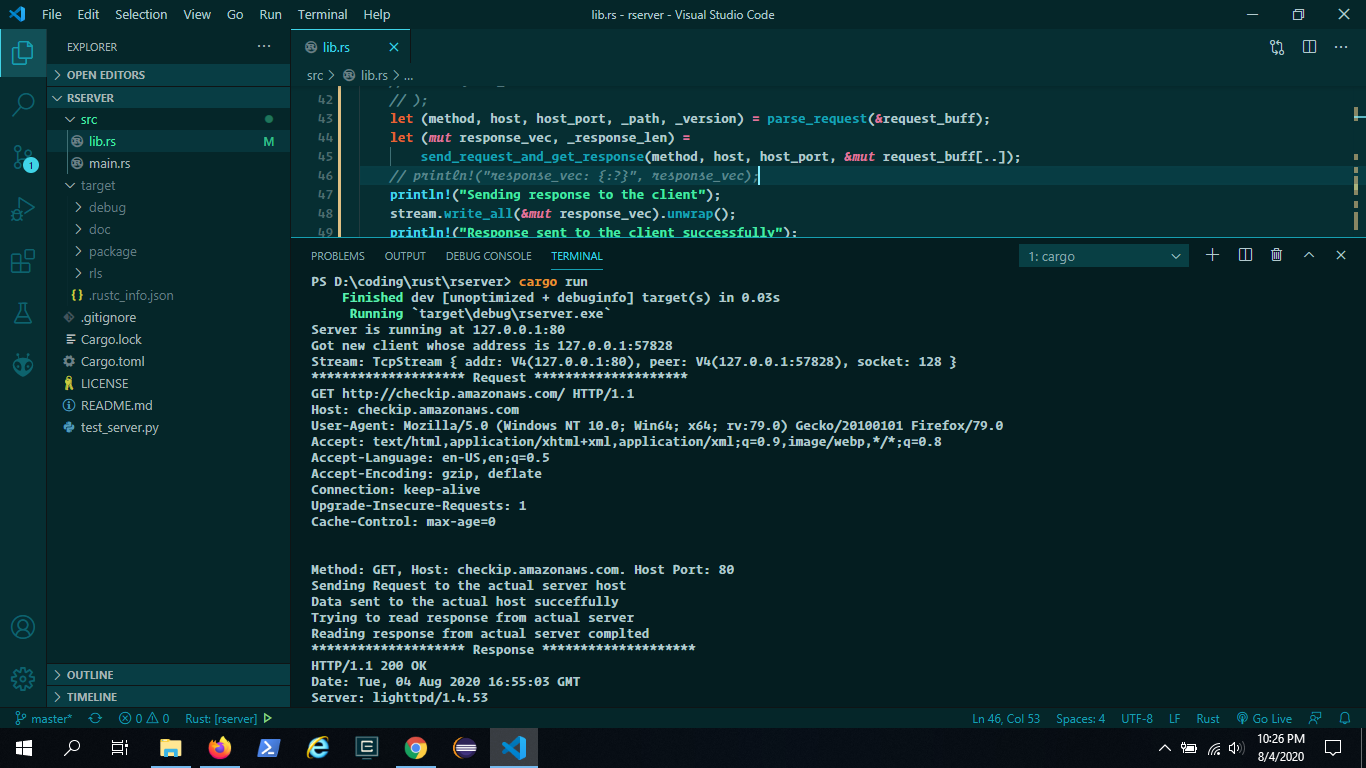 File Edit Selection View Go Run Terminal Help
lib.rs - rserver - Visual Studio Code
EXPLORER
OPEN EDITORS
RSERVER
src
lib.rs M
main.rs
target
debug
doc
package
rls
{} .rustc_info.json
.gitignore
Cargo.lock
Cargo.toml
LICENSE
README.md
test_server.py
OUTLINE
TIMELINE
1
lib.rs
src > lib.rs > ...
42 // );
43 let (method, host, host_port, _path, _version) = parse_request(&request_buff);
44 let (mut response_vec, _response_len) =
45 send_request_and_get_response(method, host, host_port, &mut request_buff[..]);
46 // println!("response_vec: {:?}", response_vec);
47 println!("Sending response to the client");
48 stream.write_all(&mut response_vec).unwrap();
49 println!("Response sent to the client successfully");
PROBLEMS OUTPUT DEBUG CONSOLE TERMINAL
1: cargo
PS D:\coding\rust\rserver> cargo run
Finished dev [unoptimized + debuginfo] target(s) in 0.03s
Running `target\debug\rserver.exe`
Server is running at 127.0.0.1:80
Got new client whose address is 127.0.0.1:57828
Stream: TcpStream { addr: V4(127.0.0.1:80), peer: V4(127.0.0.1:57828), socket: 128 }
******************** Request ********************
GET http://checkip.amazonaws.com/ HTTP/1.1
Host: checkip.amazonaws.com
User-Agent: Mozilla/5.0 (Windows NT 10.0; Win64; x64; rv:79.0) Gecko/20100101 Firefox/79.0
Accept: text/html,application/xhtml+xml,application/xml;q=0.9,image/webp,*/*;q=0.8
Accept-Language: en-US,en;q=0.5
Accept-Encoding: gzip, deflate
Connection: keep-alive
Upgrade-Insecure-Requests: 1
Cache-Control: max-age=0
Method: GET, Host: checkip.amazonaws.com. Host Port: 80
Sending Request to the actual server host
Data sent to the actual host succeffully
Trying to read response from actual server
Reading response from actual server complted
******************** Response ********************
HTTP/1.1 200 OK
Date: Tue, 04 Aug 2020 16:55:03 GMT
Server: lighttpd/1.4.53
master* 0 0 Rust: [rserver]
Ln 46, Col 53 Spaces: 4 UTF-8 LF Rust Go Live
10:26 PM
8/4/2020